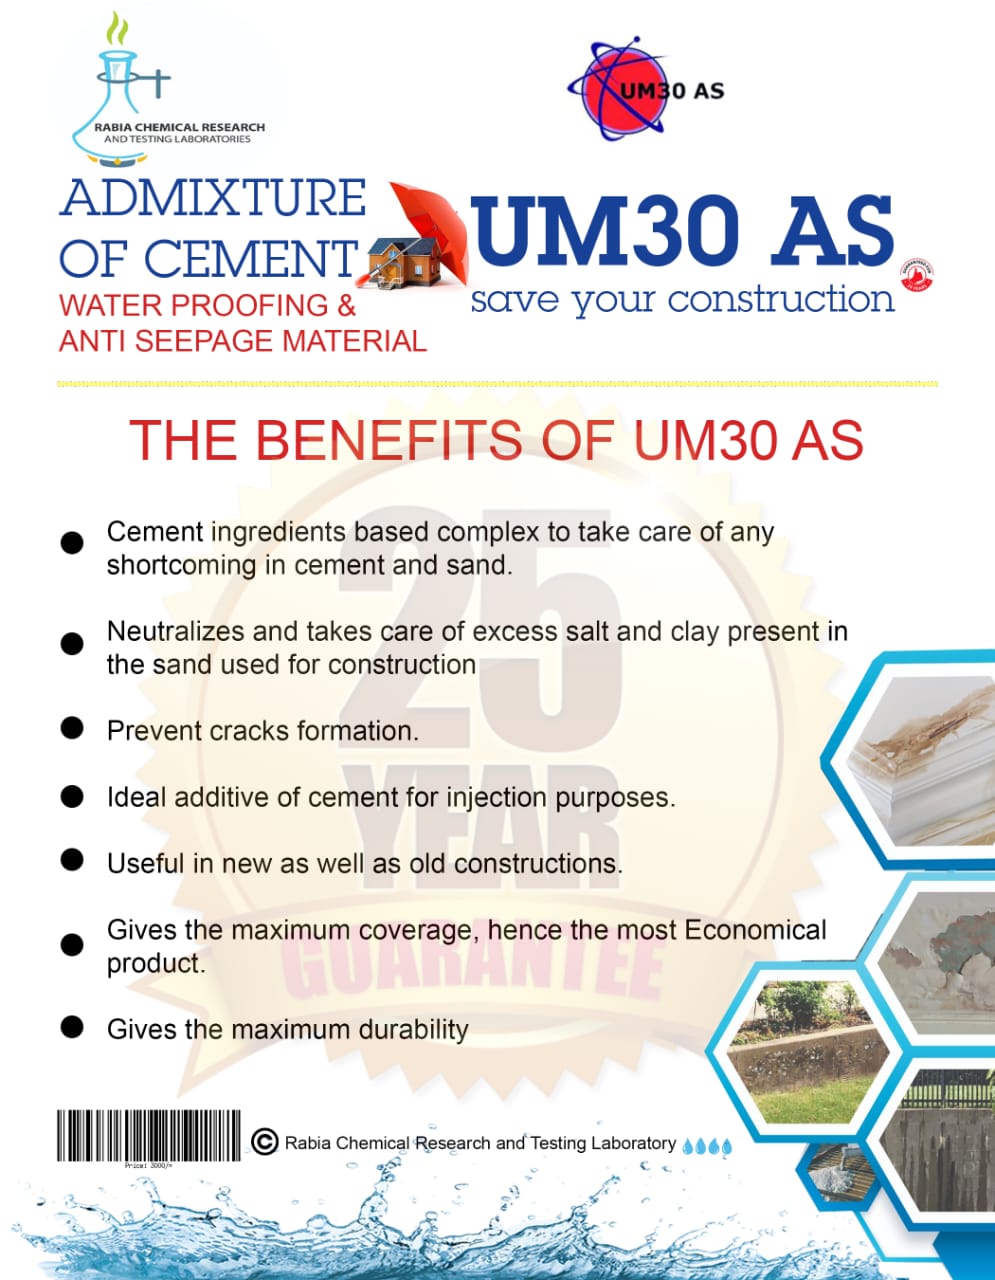 RABIA CHEMICAL RESEARCH
AND TESTING LABORATORIES
UM30 AS
ADMIXTURE
OF CEMENT
WATER PROOFING &
ANTI SEEPAGE MATERIAL
UM30 AS
save your construction
THE BENEFITS OF UM30 AS
25
YEAR
GUARANTEE
Cement ingredients based complex to take care of any
shortcoming in cement and sand.
Neutralizes and takes care of excess salt and clay present in
the sand used for construction
Prevent cracks formation.
Ideal additive of cement for injection purposes.
Useful in new as well as old constructions.
Gives the maximum coverage, hence the most Economical
product.
Gives the maximum durability
Price: 3000/=
© Rabia Chemical Research and Testing Laboratory